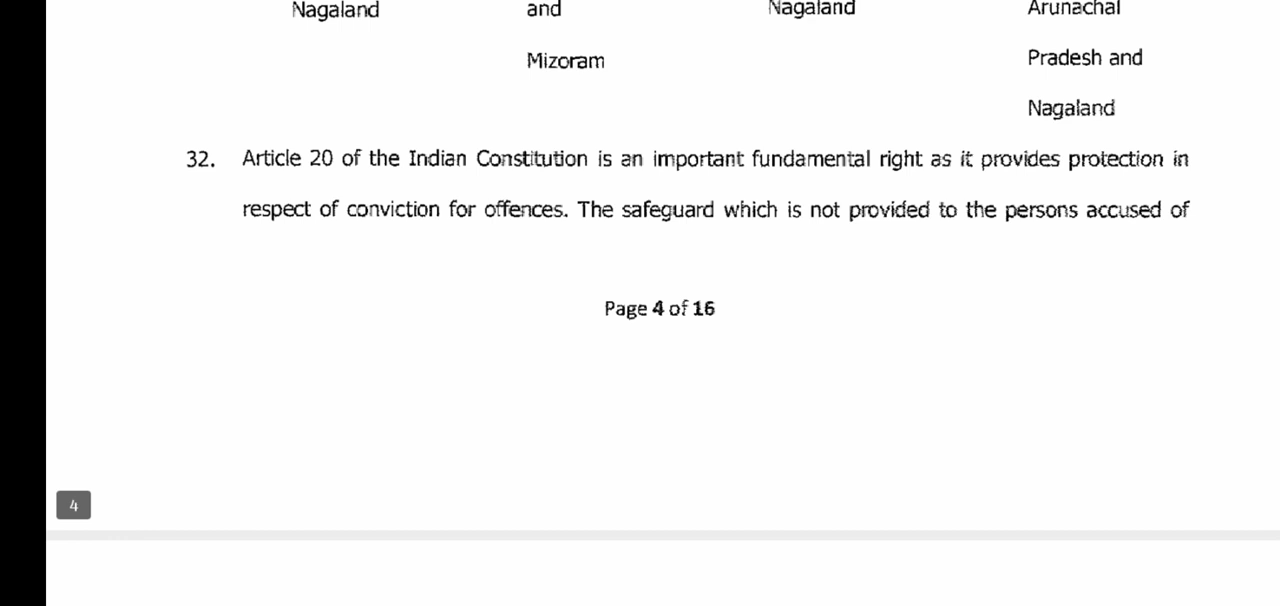 Nagaland and Nagaland Arunachal
Mizoram Pradesh and
Nagaland
32. Article 20 of the Indian Constitution is an important fundamental right as it provides protection in
respect of conviction for offences. The safeguard which is not provided to the persons accused of
Page 4 of 16
4